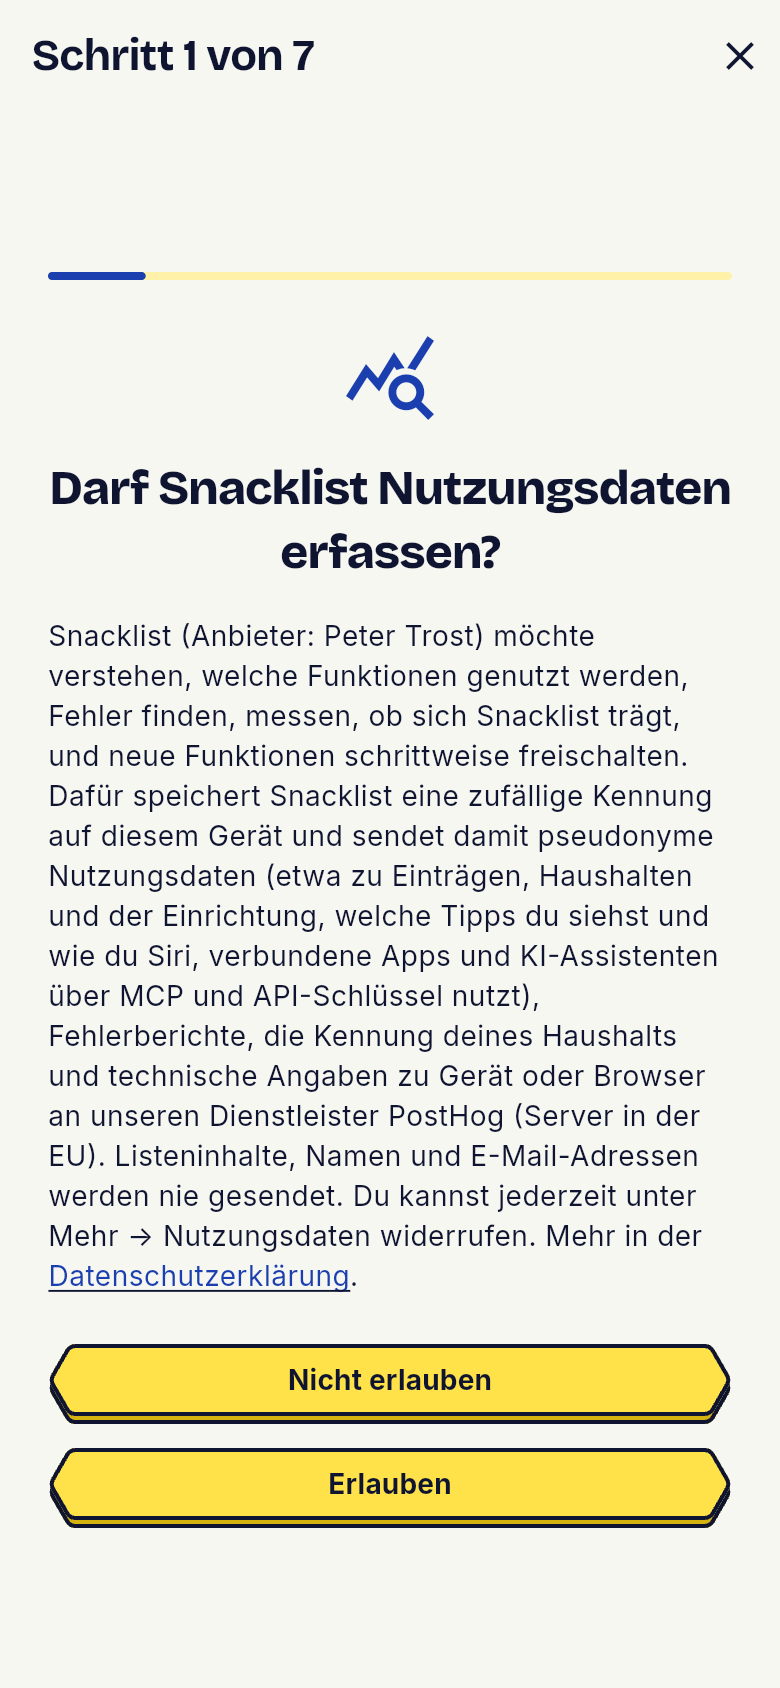 Schritt 1 von 7
Darf Snacklist Nutzungsdaten
erfassen?
Snacklist (Anbieter: Peter Trost) möchte
verstehen, welche Funktionen genutzt werden,
Fehler finden, messen, ob sich Snacklist trägt,
und neue Funktionen schrittweise freischalten.
Dafür speichert Snacklist eine zufällige Kennung
auf diesem Gerät und sendet damit pseudonyme
Nutzungsdaten (etwa zu Einträgen, Haushalten
und der Einrichtung, welche Tipps du siehst und
wie du Siri, verbundene Apps und KI-Assistenten
über MCP und API-Schlüssel nutzt),
Fehlerberichte, die Kennung deines Haushalts
und technische Angaben zu Gerät oder Browser
an unseren Dienstleister PostHog (Server in der
EU). Listeninhalte, Namen und E-Mail-Adressen
werden nie gesendet. Du kannst jederzeit unter
Mehr → Nutzungsdaten widerrufen. Mehr in der
Datenschutzerklärung.
Nicht erlauben
Erlauben